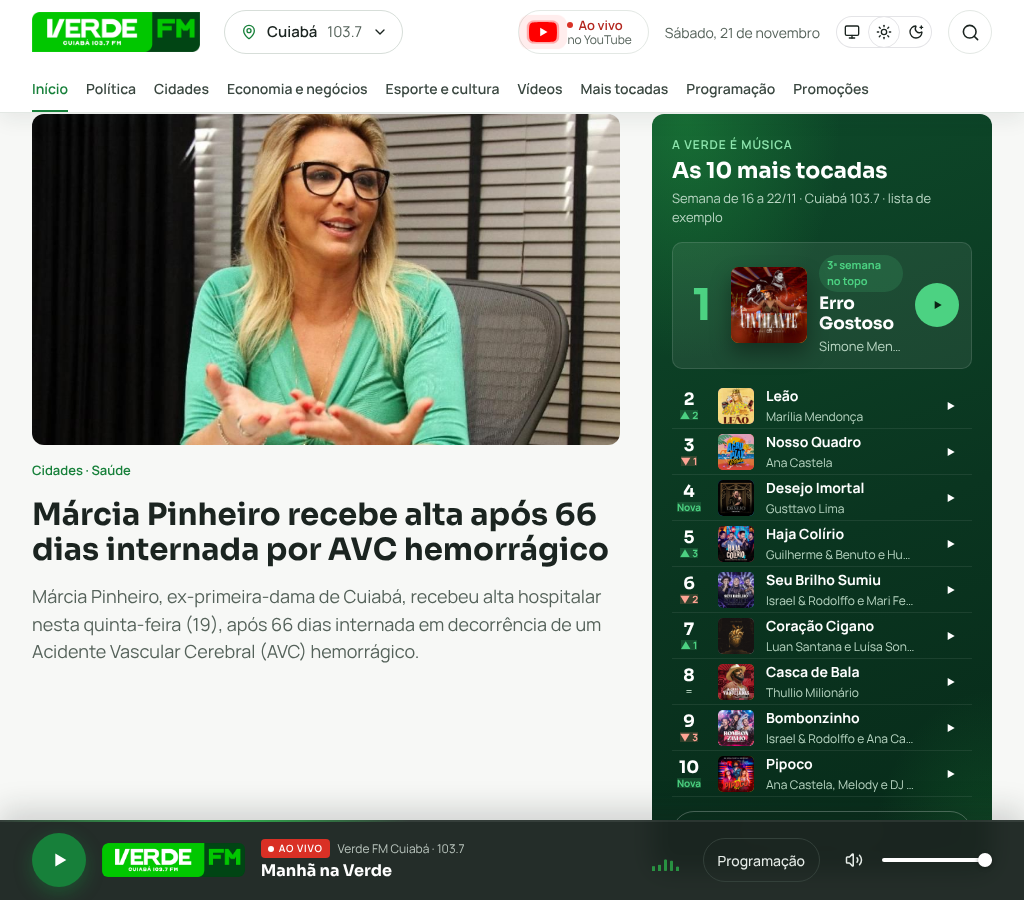 VERDE FM
CUIABÁ 103.7 FM
Cuiabá 103.7
Ao vivo
no YouTube
Sábado, 21 de novembro
Início Política Cidades Economia e negócios Esporte e cultura Vídeos Mais tocadas Programação Promoções
Cidades · Saúde
Márcia Pinheiro recebe alta após 66
dias internada por AVC hemorrágico
Márcia Pinheiro, ex-primeira-dama de Cuiabá, recebeu alta hospitalar
nesta quinta-feira (19), após 66 dias internada em decorrência de um
Acidente Vascular Cerebral (AVC) hemorrágico.
A VERDE É MÚSICA
As 10 mais tocadas
Semana de 16 a 22/11 · Cuiabá 103.7 · lista de
exemplo
1
3ª semana
no topo
Erro
Gostoso
Simone Men...
2 Leão
▲ 2 Marília Mendonça
3 Nosso Quadro
▼ 1 Ana Castela
4 Desejo Imortal
Nova Gusttavo Lima
5 Haja Colírio
▲ 3 Guilherme & Benuto e Hu...
6 Seu Brilho Sumiu
▼ 2 Israel & Rodolffo e Mari Fe...
7 Coração Cigano
▲ 1 Luan Santana e Luísa Son...
8 Casca de Bala
= Thullio Milionário
9 Bombonzinho
▼ 3 Israel & Rodolffo e Ana Ca...
10 Pipoco
Nova Ana Castela, Melody e DJ ...
VERDE FM
CUIABÁ 103.7 FM
AO VIVO Verde FM Cuiabá · 103.7
Manhã na Verde
Programação